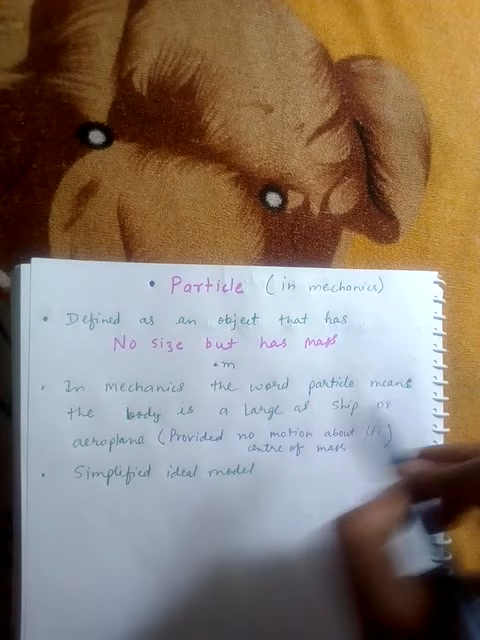 • Particle (in mechanics)
• Defined as an object that has
No size but has mass
• m
• In mechanics the word particle means
the body is a large as ship or
aeroplane (Provided no motion about its)
centre of mass
• Simplified ideal model